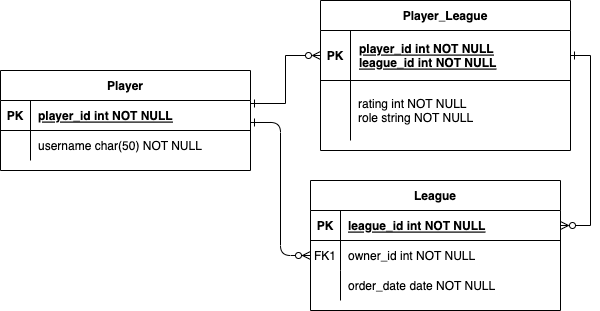 Player_League
PK
player_id int NOT NULL
league_id int NOT NULL
rating int NOT NULL
role string NOT NULL
Player
PK player_id int NOT NULL
username char(50) NOT NULL
League
PK league_id int NOT NULL
FK1 owner_id int NOT NULL
order_date date NOT NULL